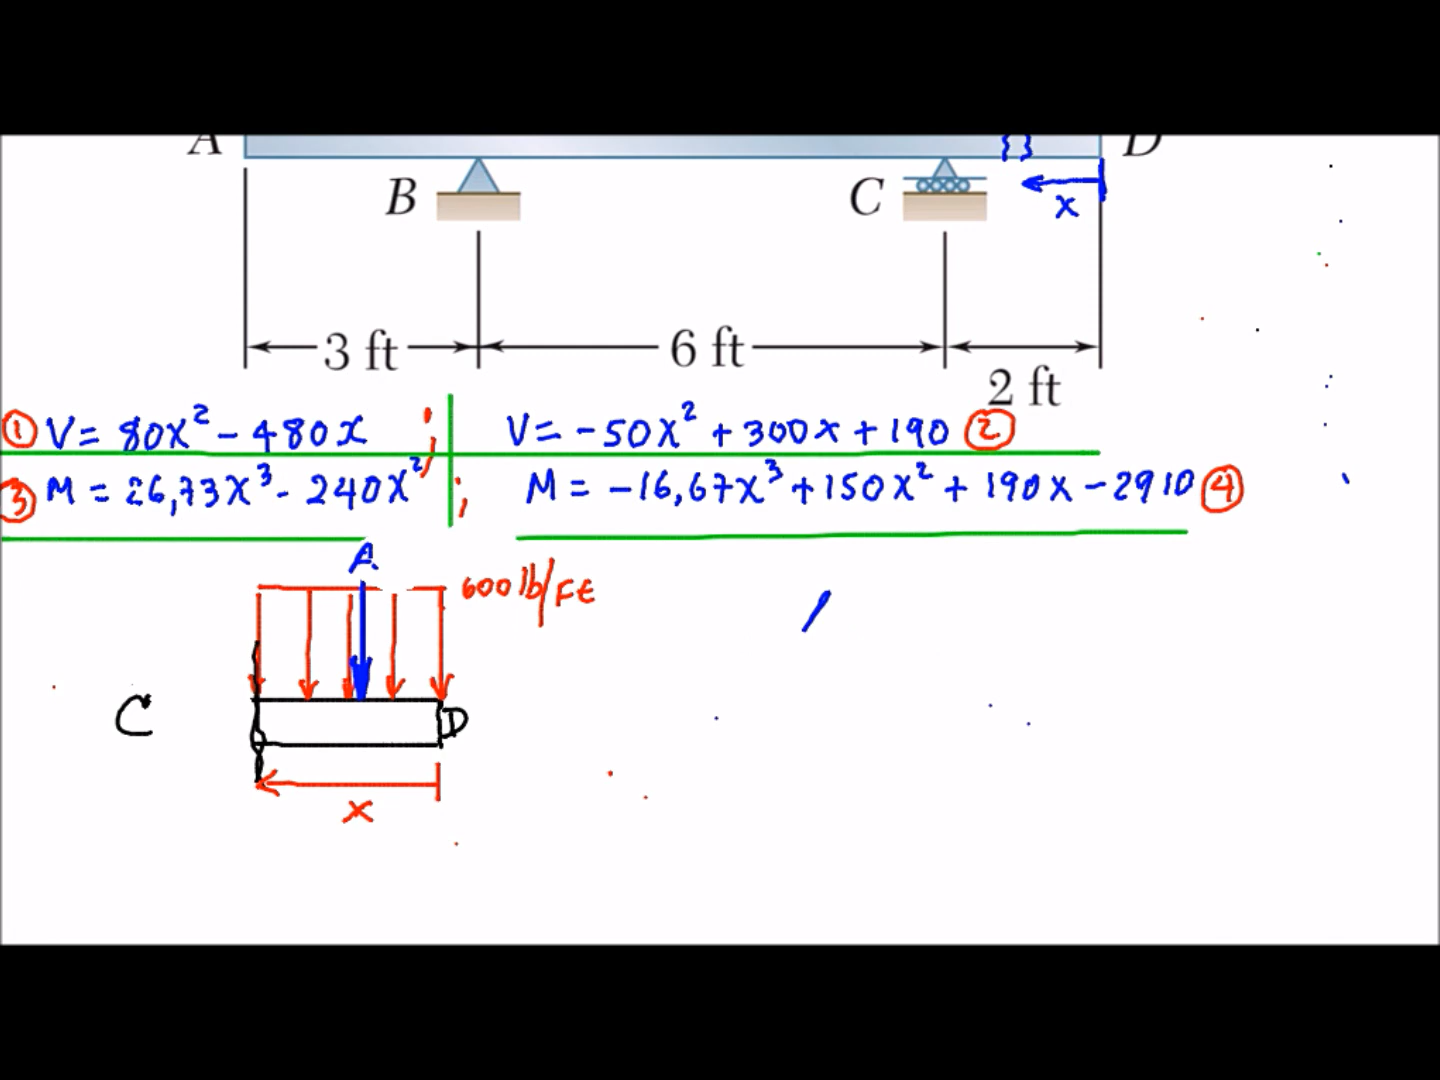 A D
B C x
3 ft 6 ft 2 ft
① V = 80x² - 480x ; V = -50x² + 300x + 190 ②
③ M = 26,73x³ - 240x² ; M = -16,67x³ + 150x² + 190x - 2910 ④
A
600 lb/Ft
C D
x